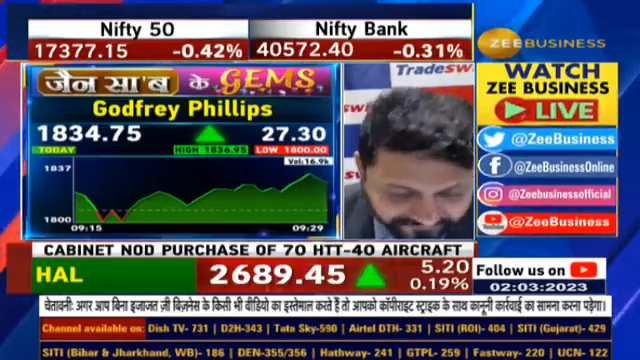 Nifty 50
17377.15 -0.42%
Nifty Bank
40572.40 -0.31%
ZEE BUSINESS
जैन सा'ब के GEMS
Godfrey Phillips
1834.75 27.30
TODAY HIGH 1836.95 LOW 1800.00
Vol:16.9k
1837
1800
09:15 09:29
Tradesw
WATCH
ZEE BUSINESS
LIVE
@ZeeBusiness
@ZeeBusinessOnline
@Zeebusinessofficial
@ZeeBusiness
CABINET NOD PURCHASE OF 70 HTT-40 AIRCRAFT
HAL 2689.45 5.20
0.19%
Follow us on
02:03:2023
चेतावनी: अगर आप बिना इजाजत ज़ी बिज़नेस के किसी भी वीडियो का इस्तेमाल करते हैं तो आपको कॉपीराइट स्ट्राइक के साथ कानूनी कार्रवाई का सामना करना पड़ेगा.
Channel available on: Dish TV- 731 | D2H-343 | Tata Sky-590 | Airtel DTH- 331 | SITI (ROI) - 404 | SITI (Gujarat) - 429
SITI (Bihar & Jharkhand, WB)- 186 | DEN-355/356 | Hathway- 241 | GTPL- 259 | Fastway- 220 | UCN- 122